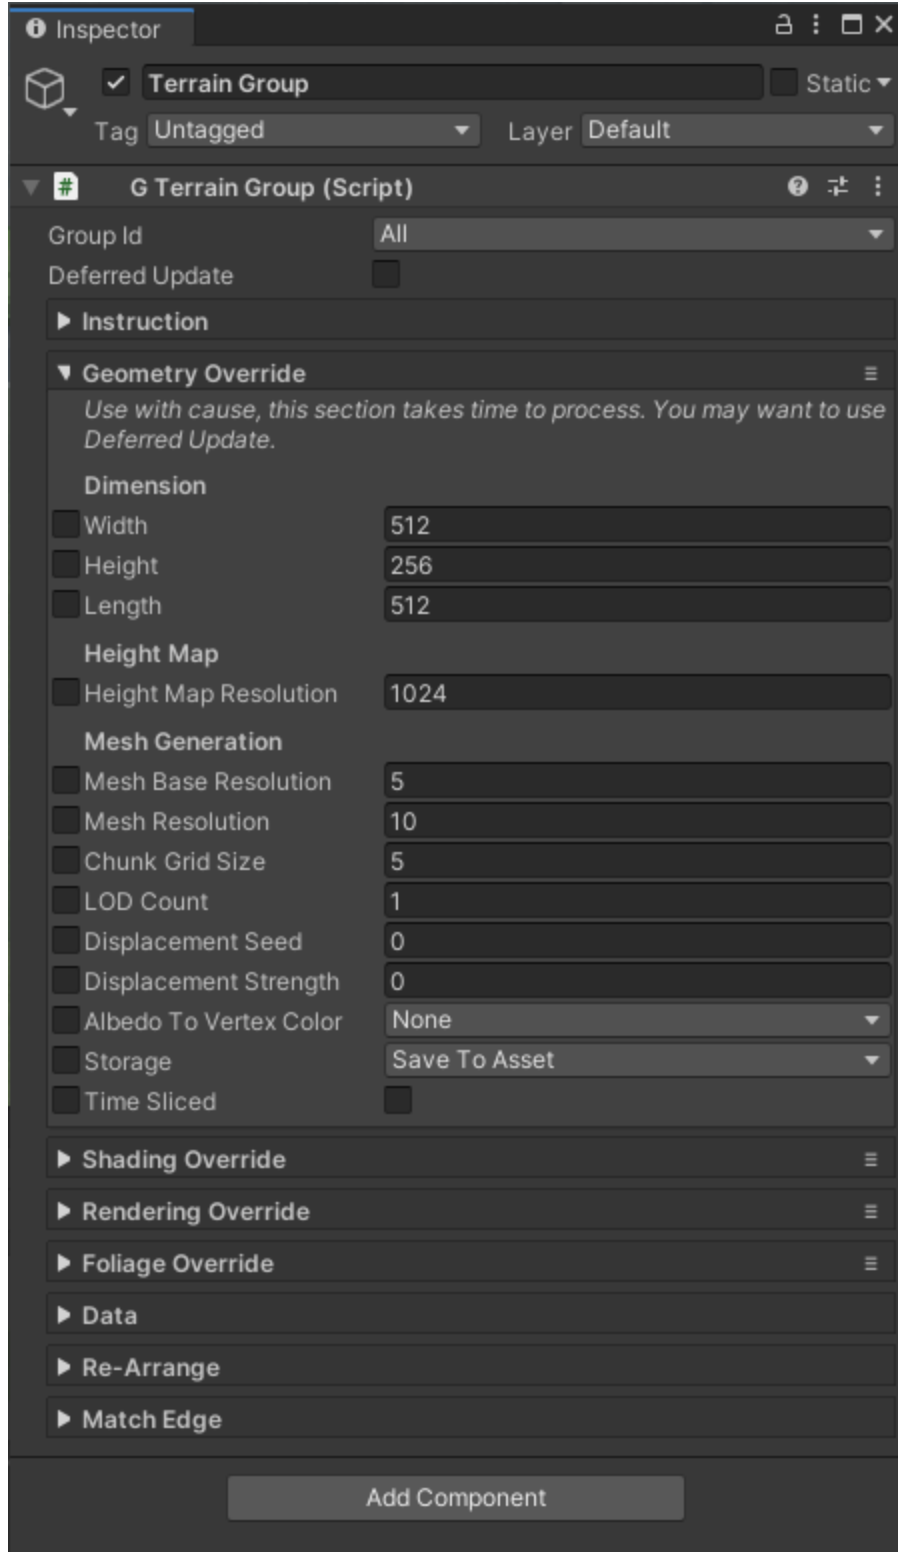 Inspector
Terrain Group
Static
Tag Untagged Layer Default
# G Terrain Group (Script)
Group Id All
Deferred Update
Instruction
Geometry Override
Use with cause, this section takes time to process. You may want to use
Deferred Update.
Dimension
Width 512
Height 256
Length 512
Height Map
Height Map Resolution 1024
Mesh Generation
Mesh Base Resolution 5
Mesh Resolution 10
Chunk Grid Size 5
LOD Count 1
Displacement Seed 0
Displacement Strength 0
Albedo To Vertex Color None
Storage Save To Asset
Time Sliced
Shading Override
Rendering Override
Foliage Override
Data
Re-Arrange
Match Edge
Add Component